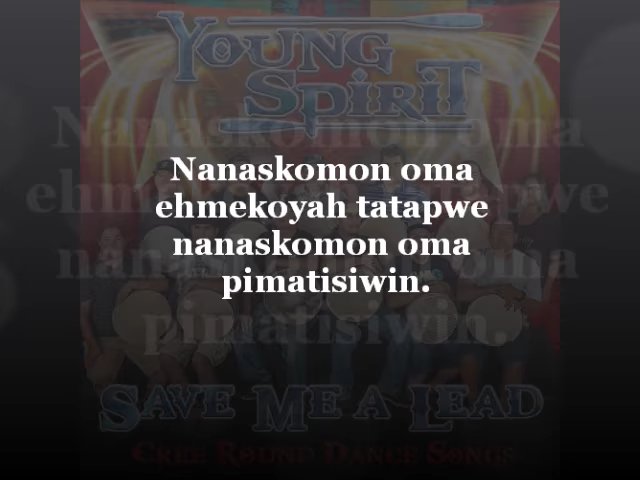 Young
Spirit
Nanaskomon oma
ehmekoyah tatapwe
nanaskomon oma
pimatisiwin.
Save Me A Lead
Cree Round Dance Songs